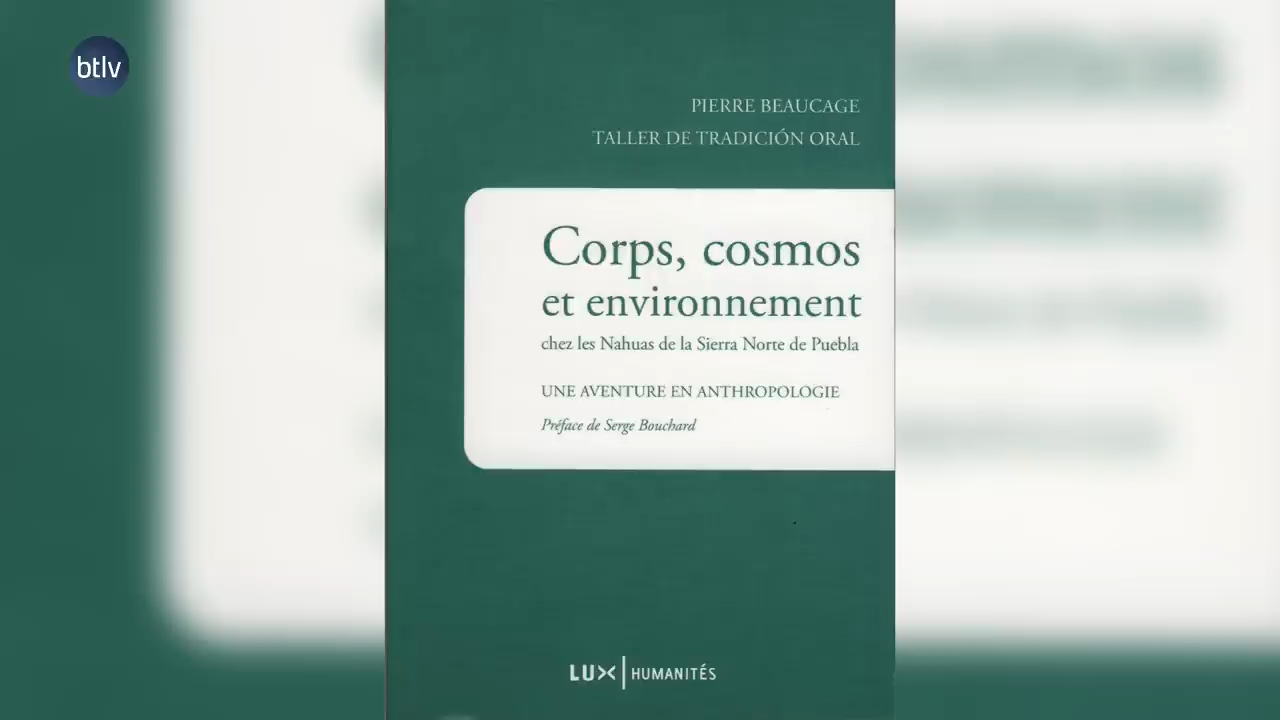 btlv
PIERRE BEAUCAGE
TALLER DE TRADICIÓN ORAL
Corps, cosmos
et environnement
chez les Nahuas de la Sierra Norte de Puebla
UNE AVENTURE EN ANTHROPOLOGIE
Préface de Serge Bouchard
LUX | HUMANITÉS